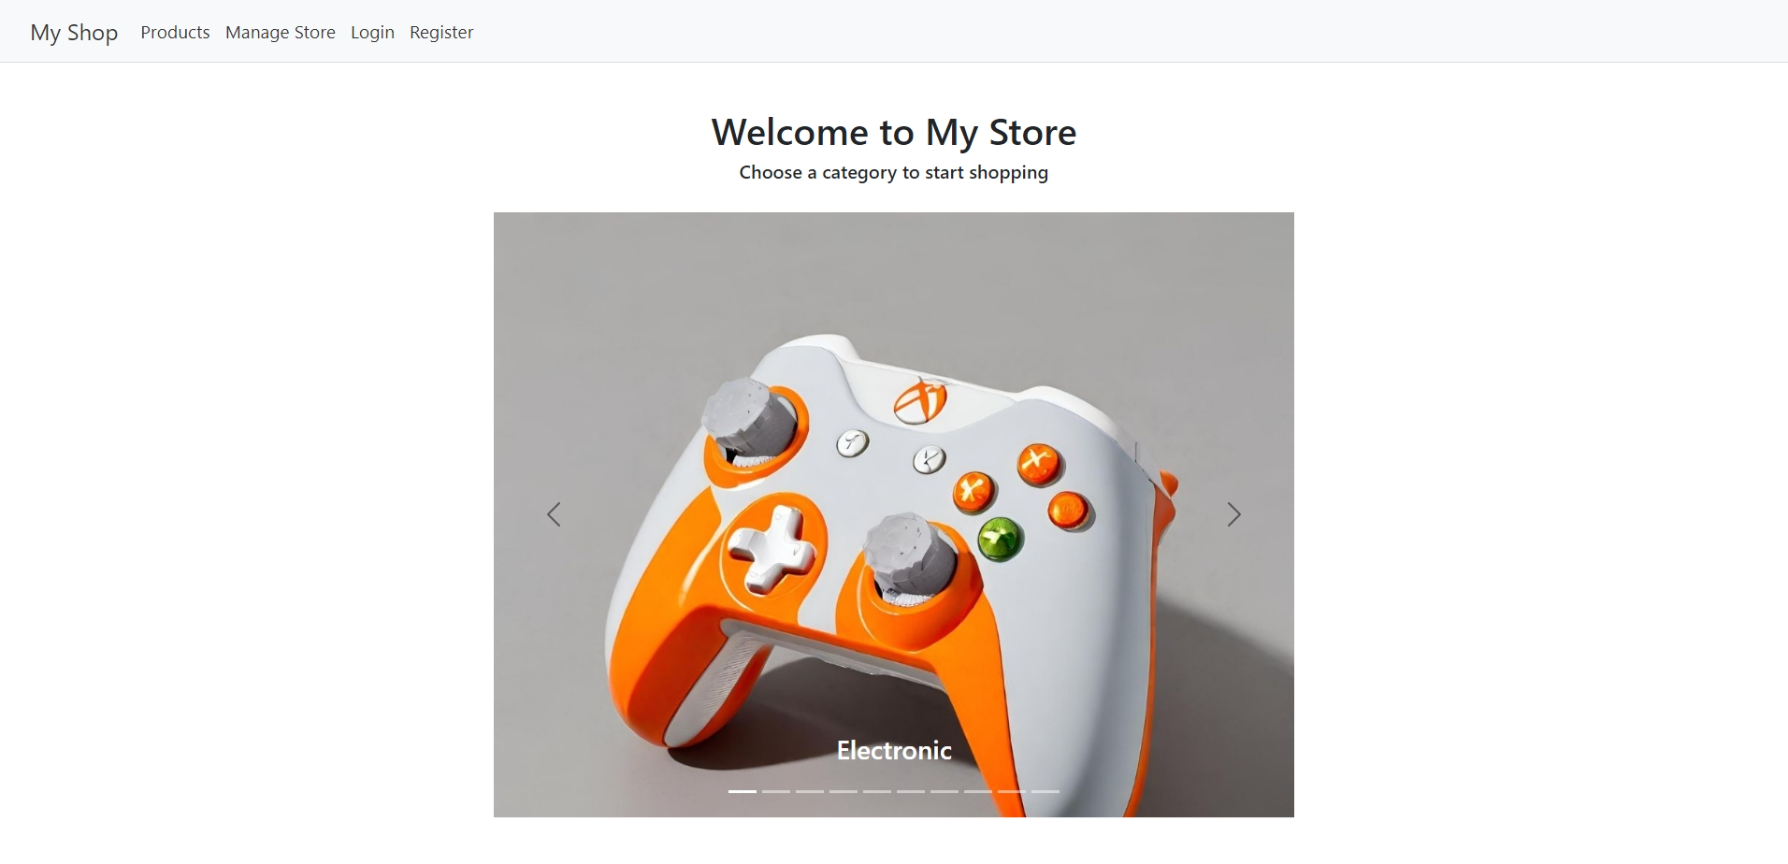 My Shop Products Manage Store Login Register
Welcome to My Store
Choose a category to start shopping
Electronic